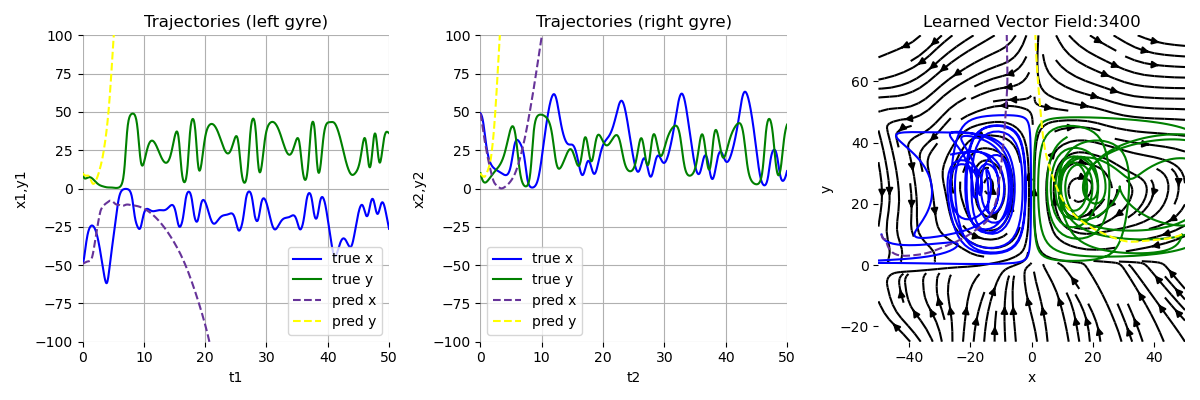 Trajectories (left gyre)
x1,y1
100
75
50
25
0
−25
−50
−75
−100
0 10 20 30 40 50
t1
true x
true y
pred x
pred y
Trajectories (right gyre)
x2,y2
100
75
50
25
0
−25
−50
−75
−100
0 10 20 30 40 50
t2
true x
true y
pred x
pred y
Learned Vector Field:3400
y
60
40
20
0
−20
−40 −20 0 20 40
x